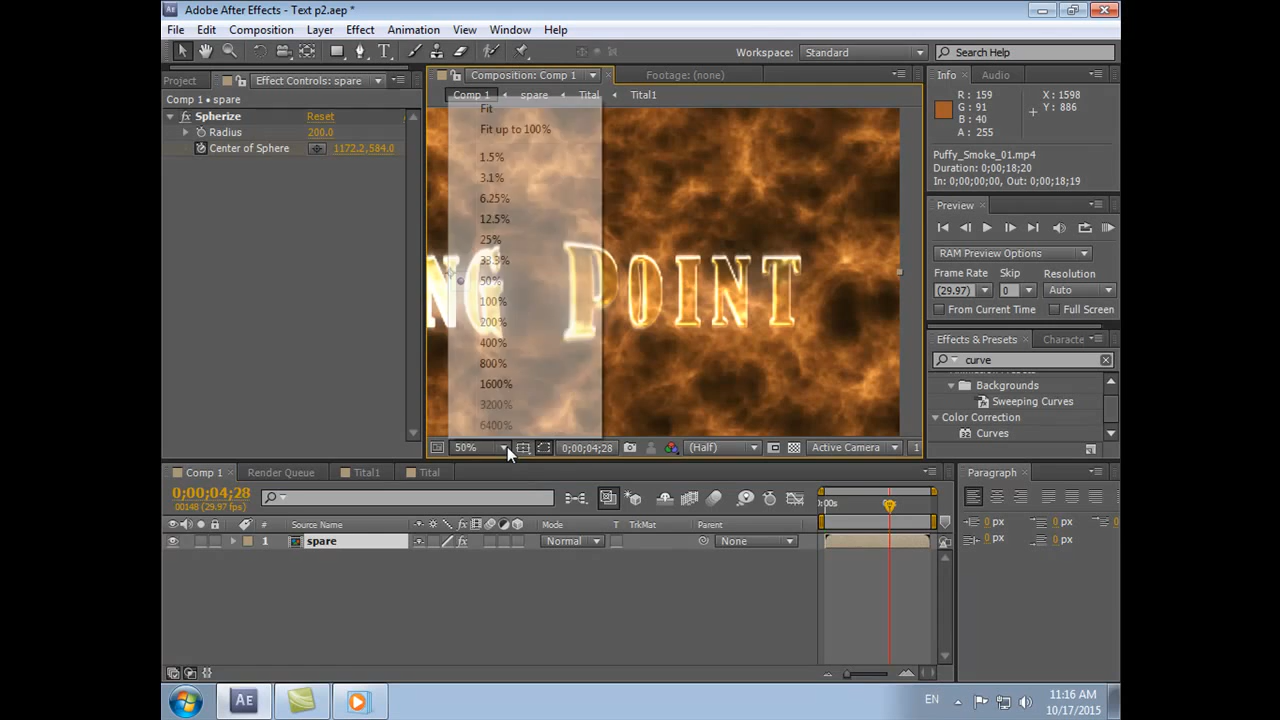 Adobe After Effects - Text p2.aep *
File Edit Composition Layer Effect Animation View Window Help
Workspace: Standard Search Help
Project Effect Controls: spare
Composition: Comp 1 Footage: (none)
Info Audio
Comp 1 • spare
Comp 1 spare Total Total1
Spherize Reset
Radius 200.0
Center of Sphere 1172.2,584.0
Fit
Fit up to 100%
1.5%
3.1%
6.25%
12.5%
25%
33.3%
50%
100%
200%
400%
800%
1600%
3200%
6400%
NG POINT
R: 159
G: 91
B: 40
A: 255
X: 1598
Y: 886
Puffy_Smoke_01.mp4
Duration: 0;00;18;20
In: 0;00;00;00, Out: 0;00;18;19
Preview
RAM Preview Options
Frame Rate Skip Resolution
(29.97) 0 Auto
From Current Time Full Screen
Effects & Presets Characte
curve
Backgrounds
Sweeping Curves
Color Correction
Curves
50% 0;00;04;28 (Half) Active Camera 1
Comp 1 Render Queue Total1 Total
Paragraph
0;00;04;28
00148 (29.97 fps)
0:00s
# Source Name Mode T TrkMat Parent
1 spare Normal None
0 px 0 px
0 px 0 px
EN
11:16 AM
10/17/2015